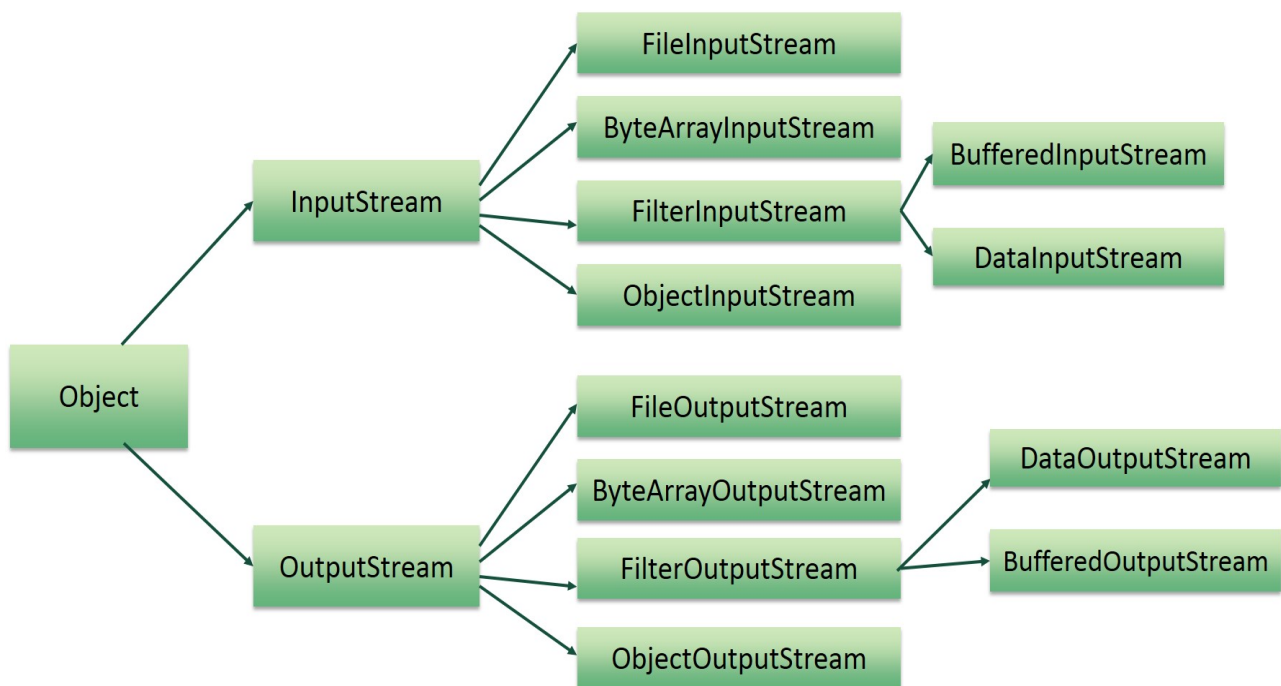 FileInputStream
ByteArrayInputStream
BufferedInputStream
InputStream
FilterInputStream
DataInputStream
ObjectInputStream
Object
FileOutputStream
DataOutputStream
ByteArrayOutputStream
OutputStream
FilterOutputStream
BufferedOutputStream
ObjectOutputStream